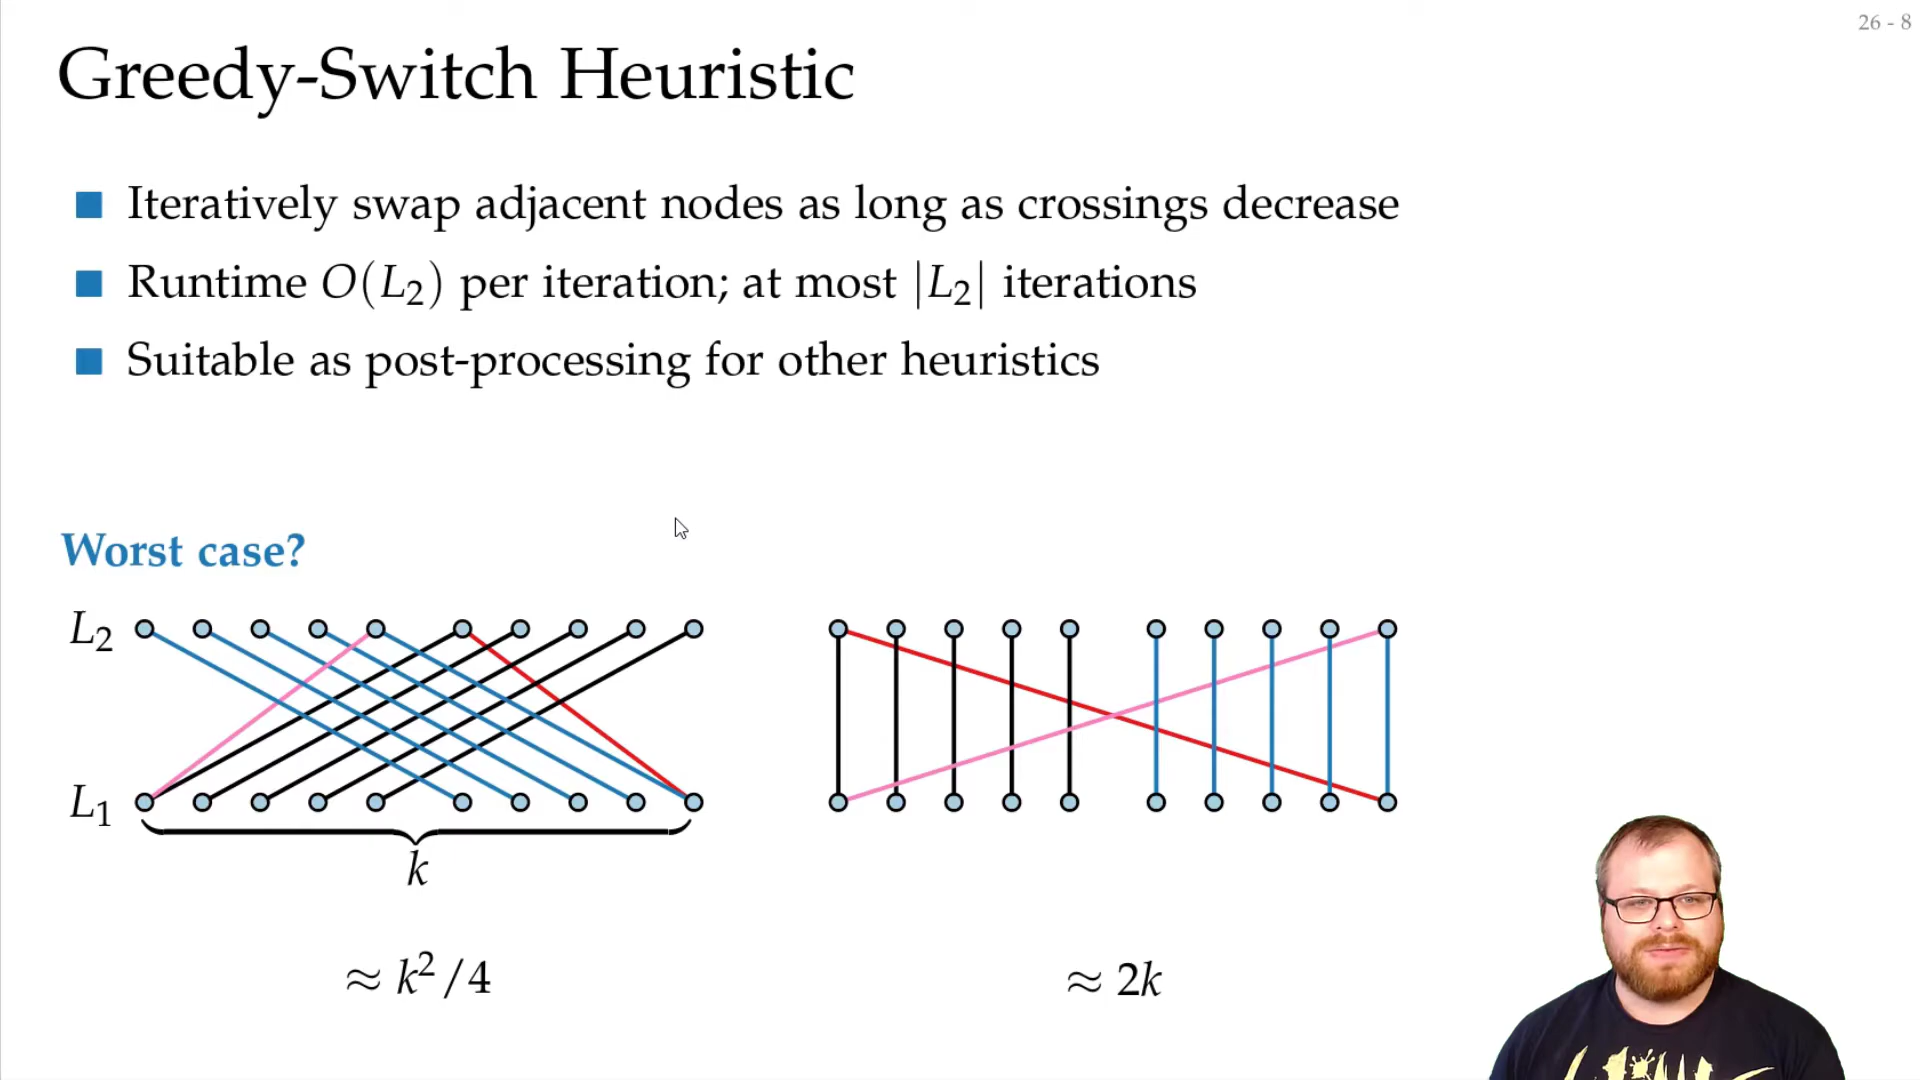 26 - 8
Greedy-Switch Heuristic
Iteratively swap adjacent nodes as long as crossings decrease
Runtime O(L₂) per iteration; at most |L₂| iterations
Suitable as post-processing for other heuristics
Worst case?
L₂
L₁
k
≈ k²/4
≈ 2k